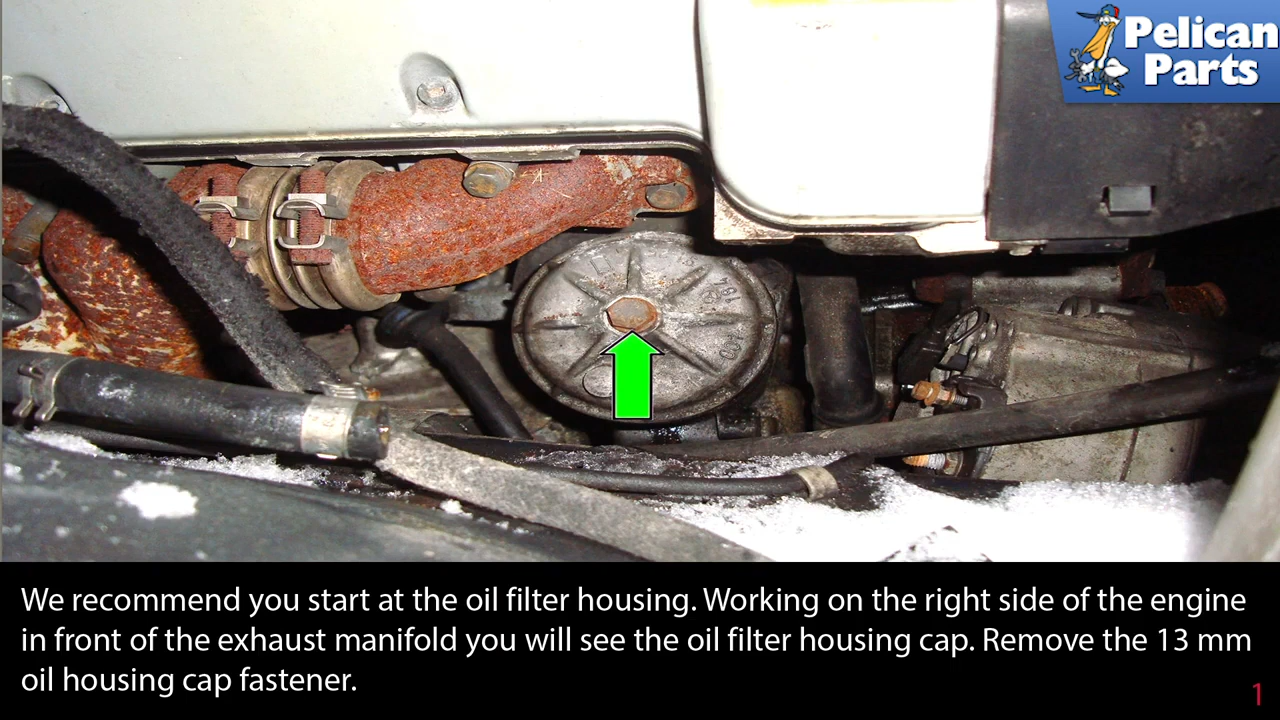 Pelican
Parts
We recommend you start at the oil filter housing. Working on the right side of the engine
in front of the exhaust manifold you will see the oil filter housing cap. Remove the 13 mm
oil housing cap fastener.
1